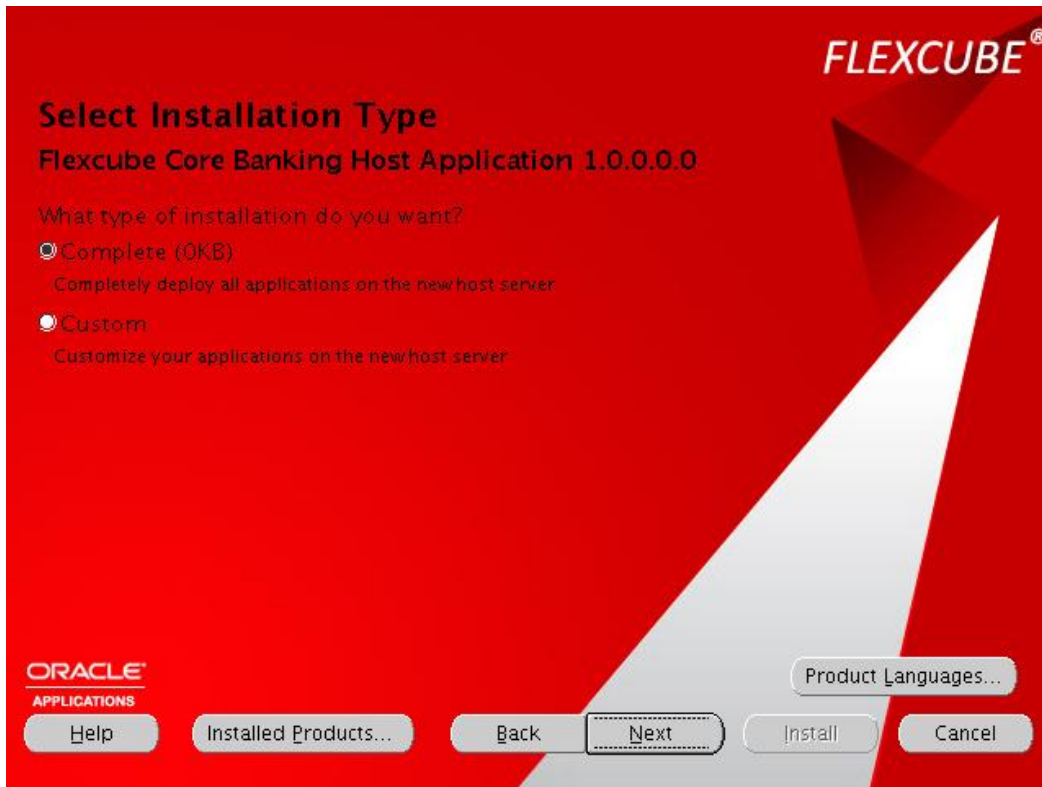 FLEXCUBE®
Select Installation Type
Flexcube Core Banking Host Application 1.0.0.0.0
What type of installation do you want?
Complete (0KB)
Completely deploy all applications on the new host server
Custom
Customize your applications on the new host server
ORACLE®
APPLICATIONS
Product Languages...
Help Installed Products... Back Next Install Cancel